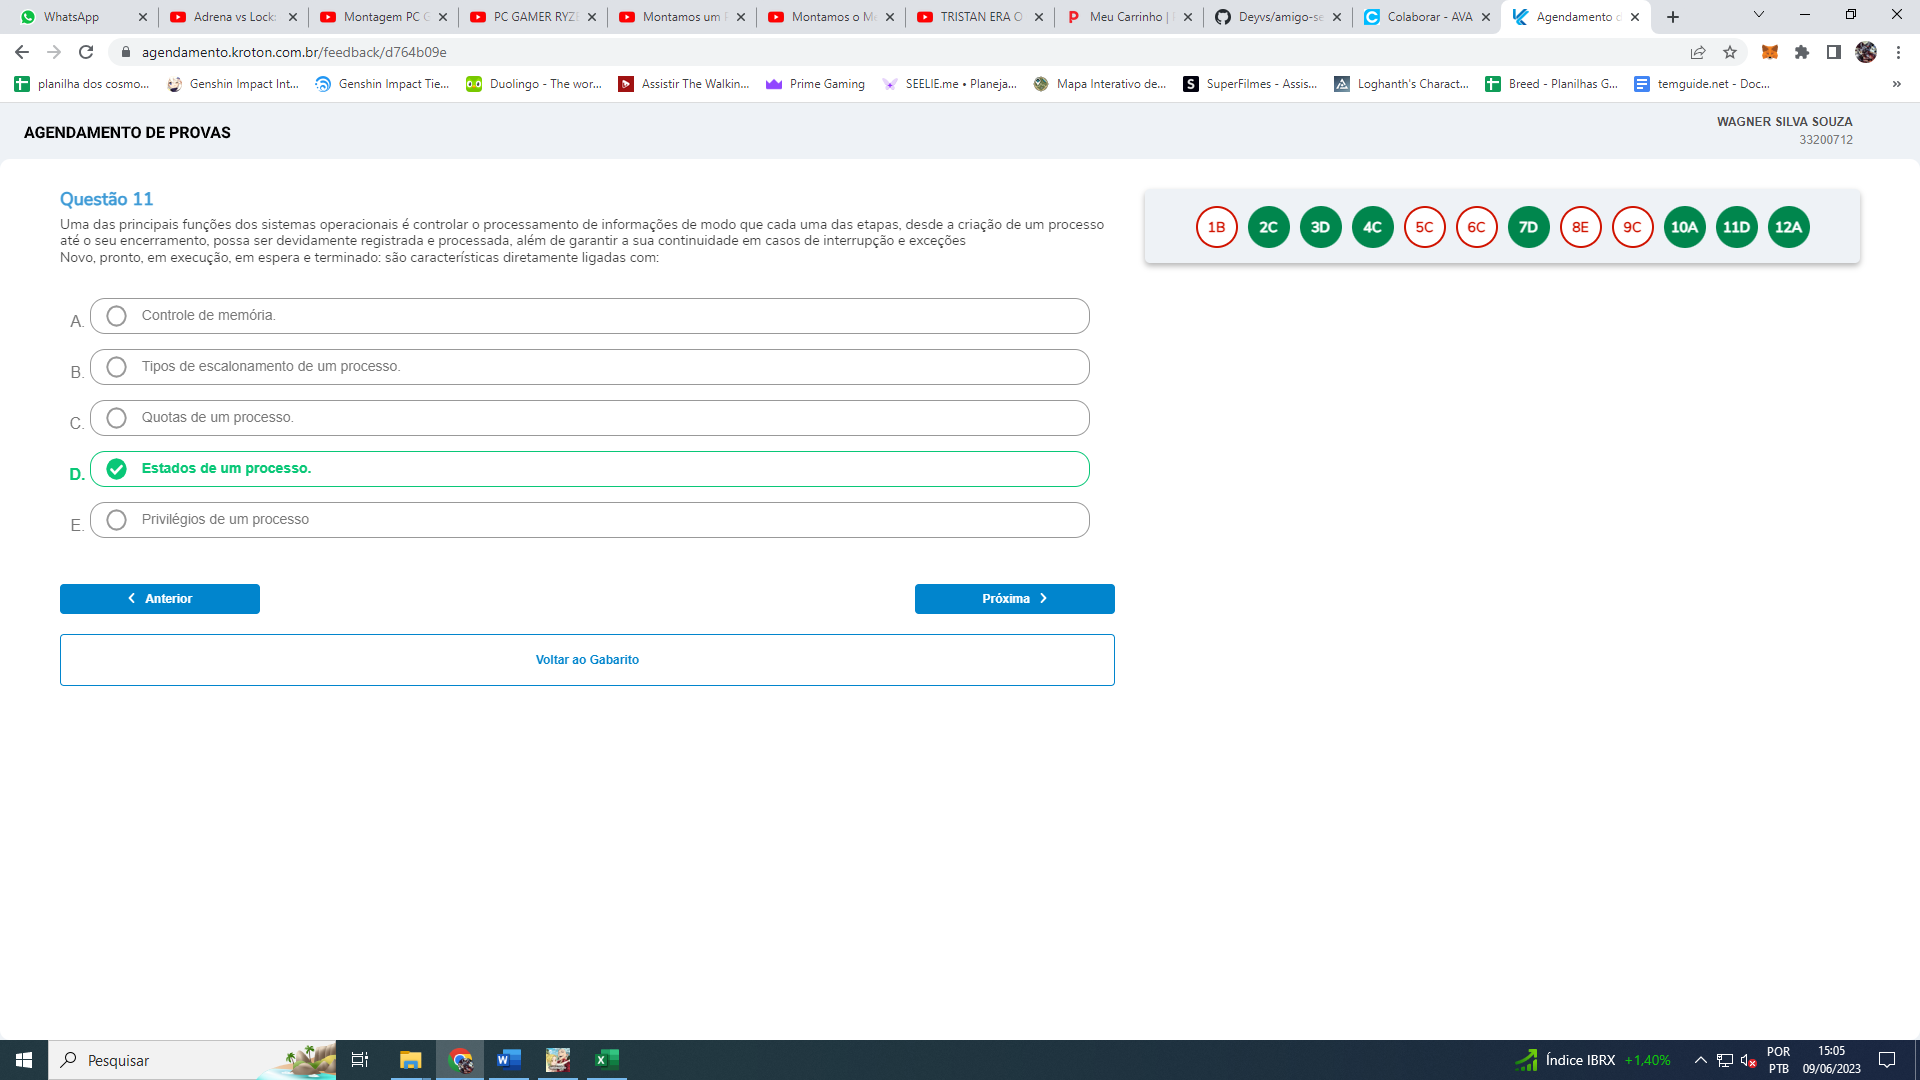 WhatsApp
Adrena vs Lock
Montagem PC G
PC GAMER RYZE
Montamos um
Montamos o Me
TRISTAN ERA O
Meu Carrinho |
Deyvs/amigo-se
Colaborar - AVA
Agendamento d
agendamento.kroton.com.br/feedback/d764b09e
planilha dos cosmo...
Genshin Impact Int...
Genshin Impact Tie...
Duolingo - The wor...
Assistir The Walkin...
Prime Gaming
SEELIE.me • Planeja...
Mapa Interativo de...
SuperFilmes - Assis...
Loghanth's Charact...
Breed - Planilhas G...
temguide.net - Doc...
»
AGENDAMENTO DE PROVAS
WAGNER SILVA SOUZA
33200712
Questão 11
Uma das principais funções dos sistemas operacionais é controlar o processamento de informações de modo que cada uma das etapas, desde a criação de um processo
até o seu encerramento, possa ser devidamente registrada e processada, além de garantir a sua continuidade em casos de interrupção e exceções
Novo, pronto, em execução, em espera e terminado: são características diretamente ligadas com:
1B 2C 3D 4C 5C 6C 7D 8E 9C 10A 11D 12A
A. Controle de memória.
B. Tipos de escalonamento de um processo.
C. Quotas de um processo.
D. Estados de um processo.
E. Privilégios de um processo
Anterior
Próxima
Voltar ao Gabarito
Pesquisar
Índice IBRX +1,40%
POR
PTB
15:05
09/06/2023